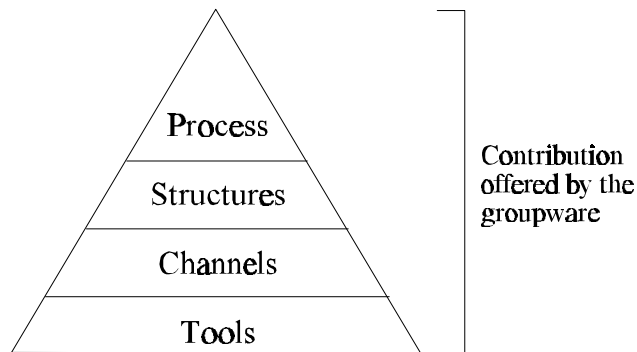 Process
Structures
Channels
Tools
Contribution
offered by the
groupware